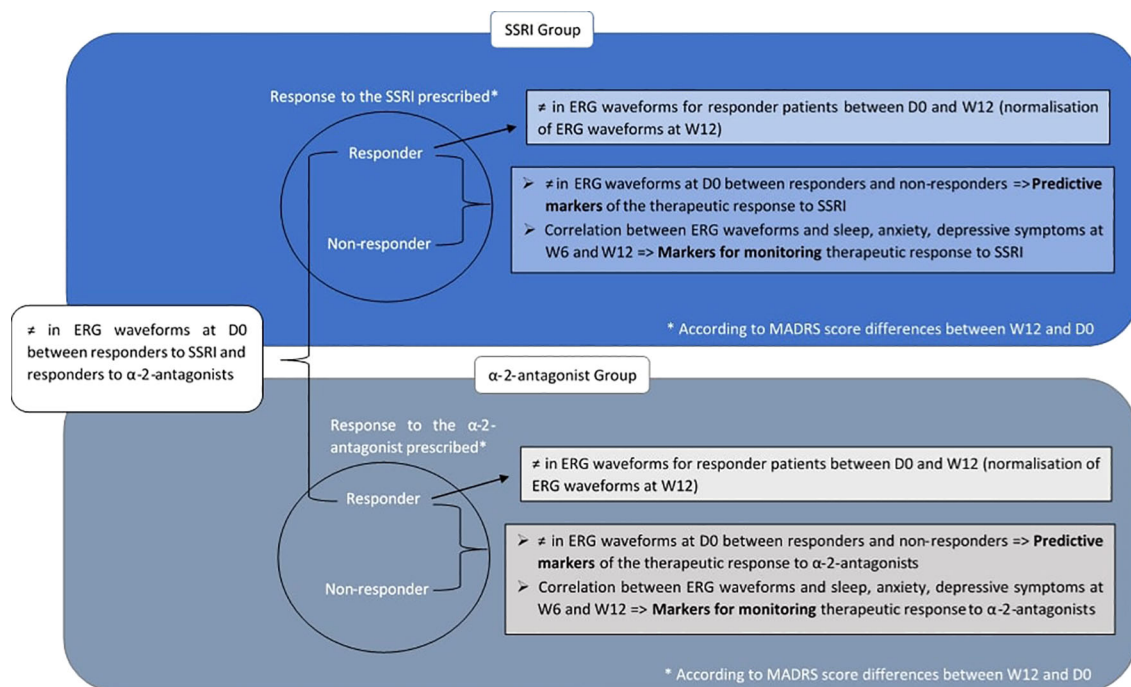 SSRI Group
Response to the SSRI prescribed*
Responder
Non-responder
≠ in ERG waveforms for responder patients between D0 and W12 (normalisation
of ERG waveforms at W12)
➢ ≠ in ERG waveforms at D0 between responders and non-responders => Predictive
markers of the therapeutic response to SSRI
➢ Correlation between ERG waveforms and sleep, anxiety, depressive symptoms at
W6 and W12 => Markers for monitoring therapeutic response to SSRI
* According to MADRS score differences between W12 and D0
≠ in ERG waveforms at D0
between responders to SSRI and
responders to α-2-antagonists
α-2-antagonist Group
Response to the α-2-
antagonist prescribed*
Responder
Non-responder
≠ in ERG waveforms for responder patients between D0 and W12 (normalisation of
ERG waveforms at W12)
➢ ≠ in ERG waveforms at D0 between responders and non-responders => Predictive
markers of the therapeutic response to α-2-antagonists
➢ Correlation between ERG waveforms and sleep, anxiety, depressive symptoms at
W6 and W12 => Markers for monitoring therapeutic response to α-2-antagonists
* According to MADRS score differences between W12 and D0